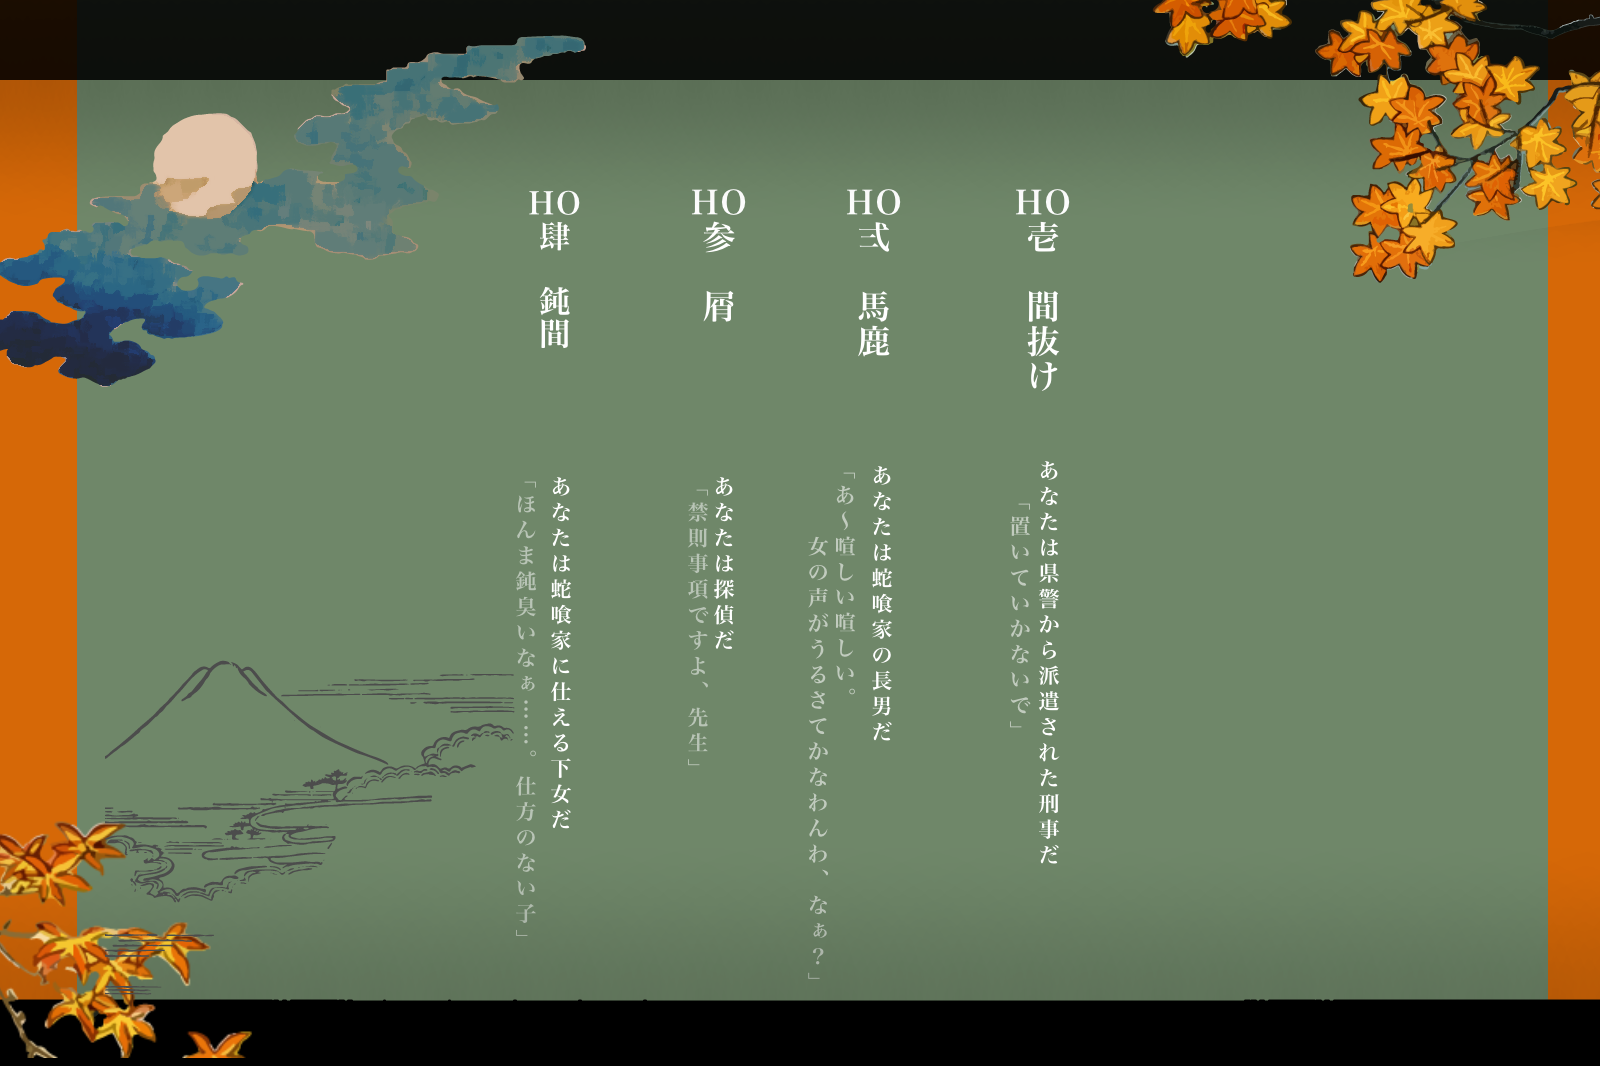 HO壱 間抜け
あなたは県警から派遣された刑事だ
「置いていかないで」
HO弍 馬鹿
あなたは蛇喰家の長男だ
「あ～喧しい喧しい。
女の声がうるさてかなわんわ、なぁ？」
HO参 屑
あなたは探偵だ
「禁則事項ですよ、先生」
HO肆 鈍間
あなたは蛇喰家に仕える下女だ
「ほんま鈍臭いなぁ……。仕方のない子」